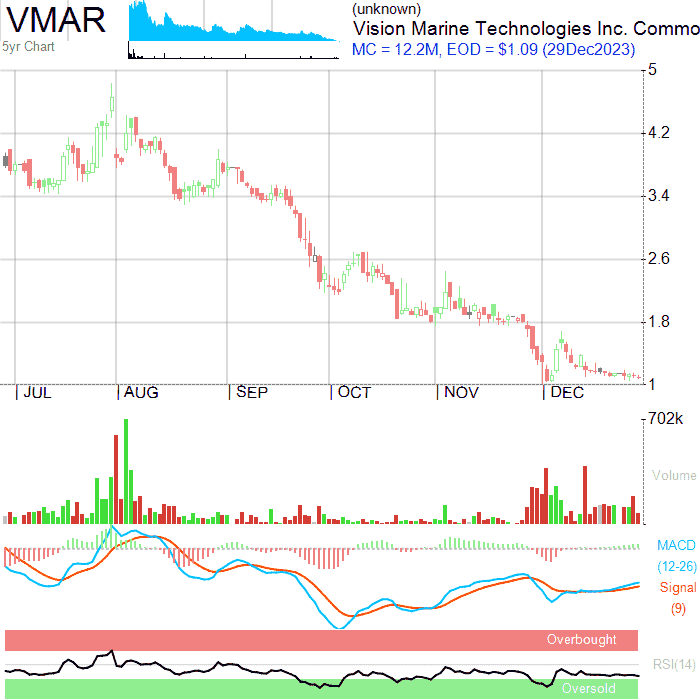 VMAR
5yr Chart
(unknown)
Vision Marine Technologies Inc. Commo
MC = 12.2M, EOD = $1.09 (29Dec2023)
5
4.2
3.4
2.6
1.8
1
JUL AUG SEP OCT NOV DEC
702k
Volume
MACD
(12-26)
Signal
(9)
Overbought
RSI(14)
Oversold